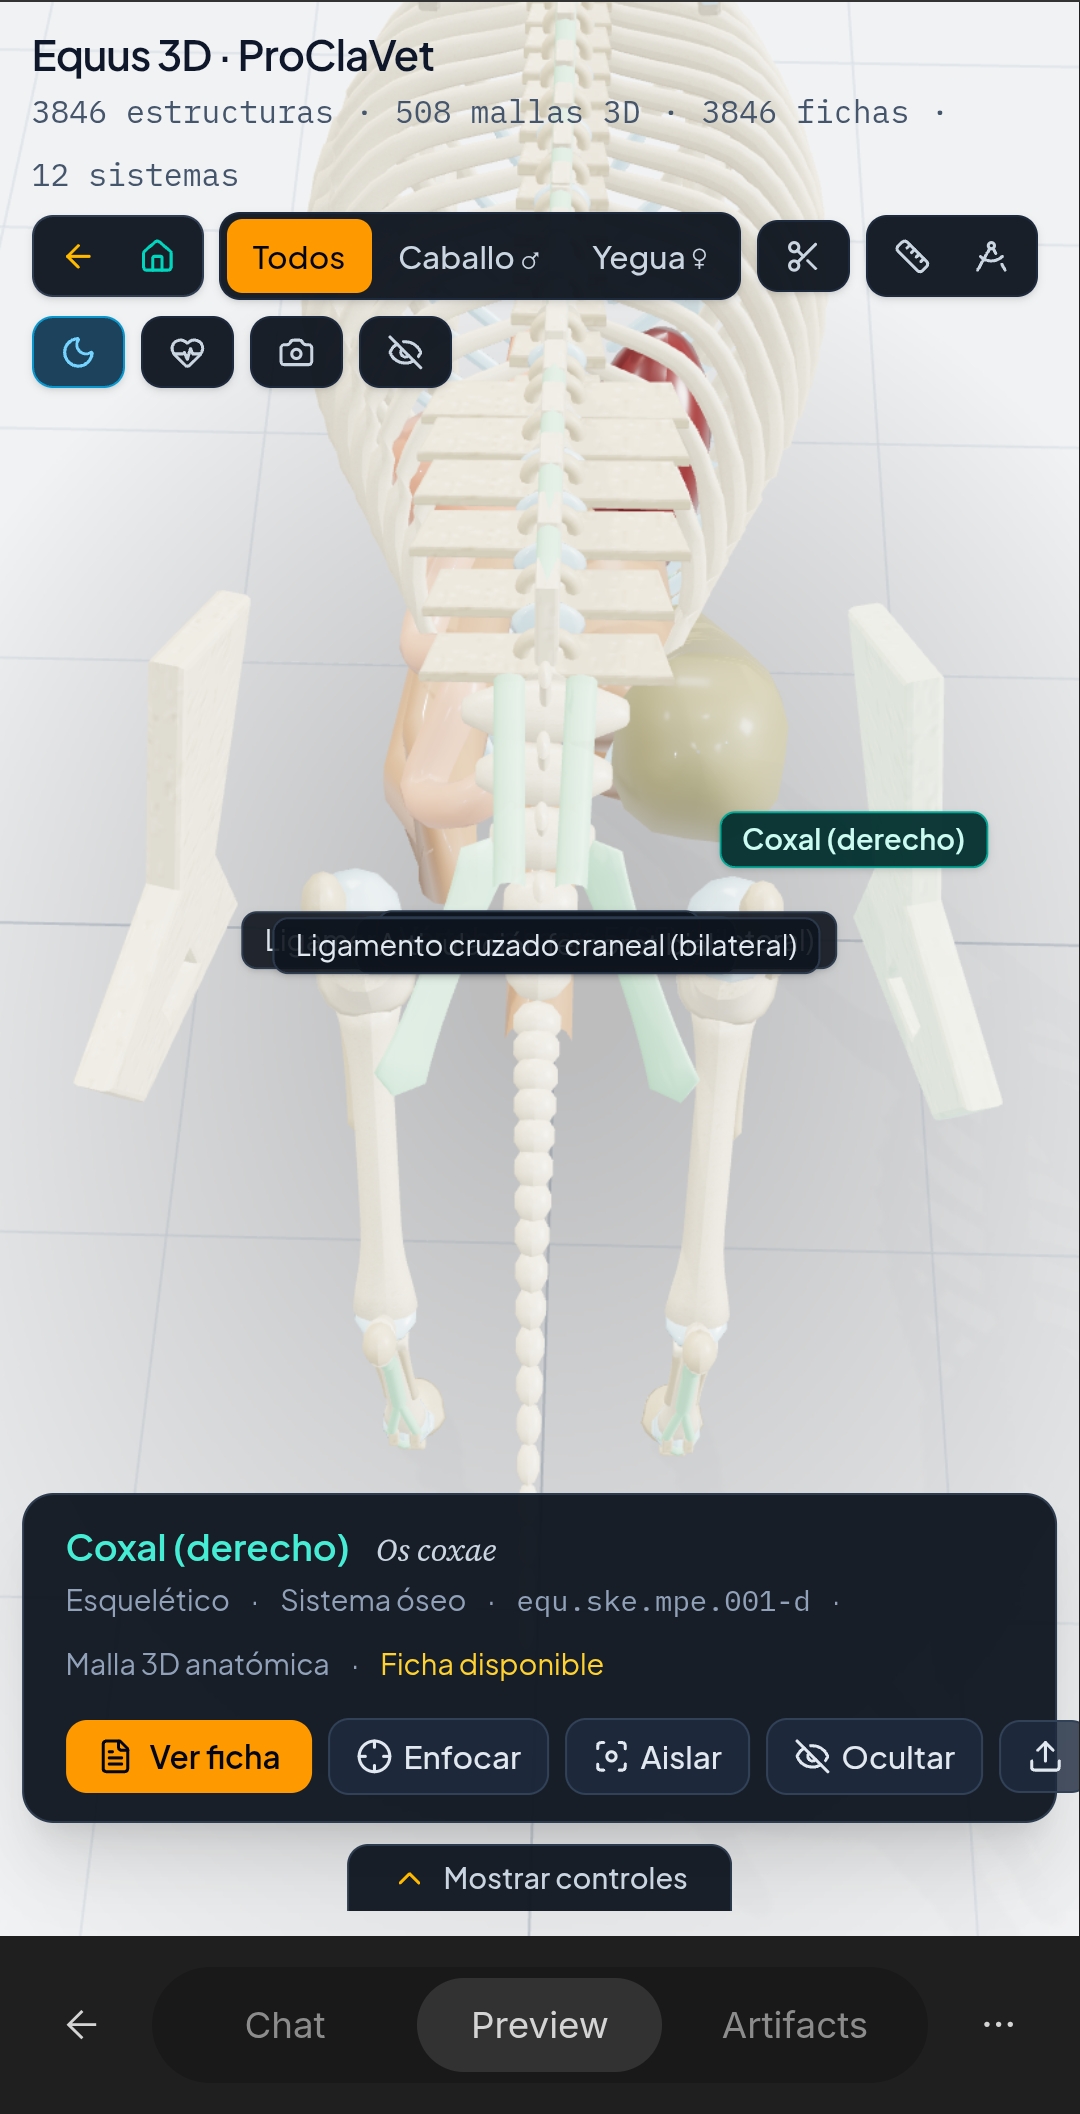 Equus 3D · ProClaVet
3846 estructuras · 508 mallas 3D · 3846 fichas ·
12 sistemas
Todos Caballo ♂ Yegua ♀
Coxal (derecho)
Ligamento cruzado craneal (bilateral)
Coxal (derecho) Os coxae
Esquelético · Sistema óseo · equ.ske.mpe.001-d ·
Malla 3D anatómica · Ficha disponible
Ver ficha Enfocar Aislar Ocultar
Mostrar controles
Chat Preview Artifacts